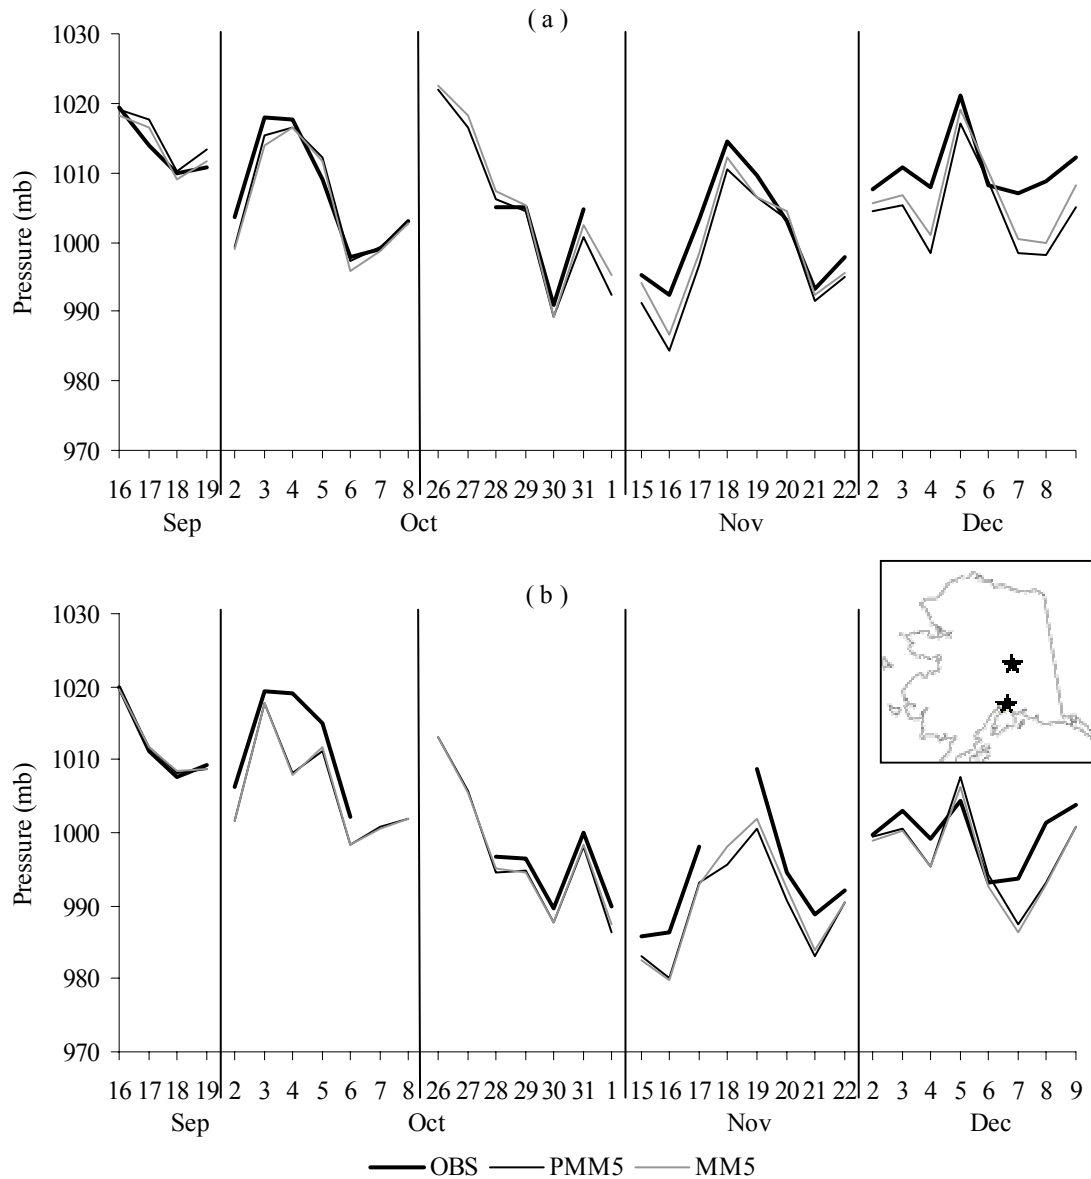 ( a )
1030
1020
1010
1000
990
980
970
Pressure (mb)
16 17 18 19 2 3 4 5 6 7 8 26 27 28 29 30 31 1 15 16 17 18 19 20 21 22 2 3 4 5 6 7 8
Sep Oct Nov Dec
( b )
1030
1020
1010
1000
990
980
970
Pressure (mb)
16 17 18 19 2 3 4 5 6 7 8 26 27 28 29 30 31 1 15 16 17 18 19 20 21 22 2 3 4 5 6 7 8 9
Sep Oct Nov Dec
OBS PMM5 MM5